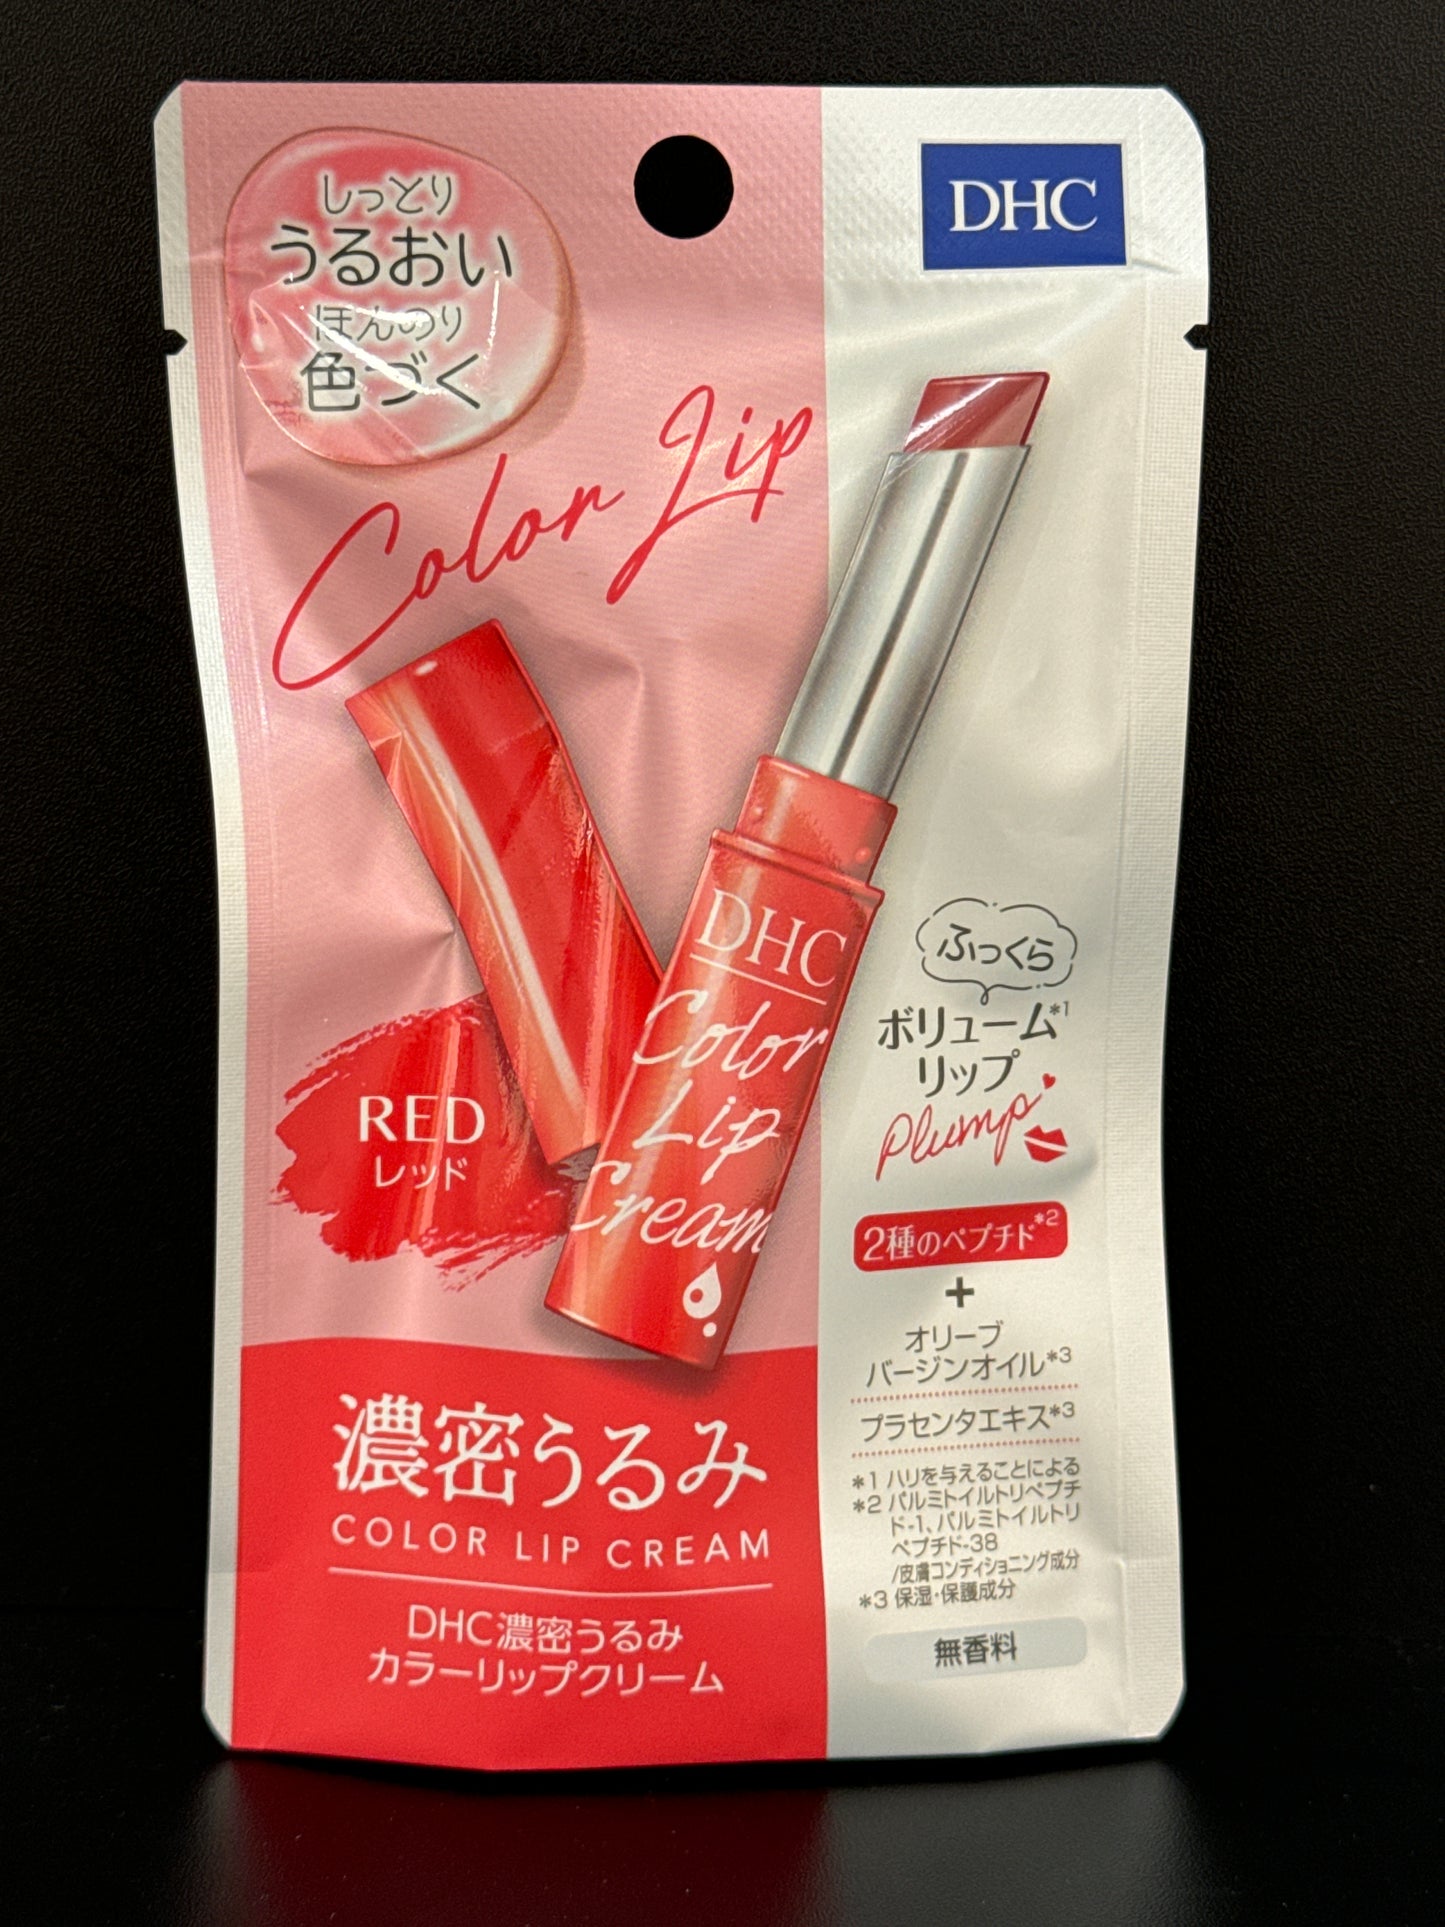 しっとり
うるおい
ほんのり
色づく
DHC
Color Lip
DHC
Color
Lip
Cream
RED
レッド
ふっくら
ボリューム*1
リップ
Plump
2種のペプチド*2
+
オリーブ
バージンオイル*3
プラセンタエキス*3
*1 ハリを与えることによる
*2 パルミトイルトリペプチ
ド-1、パルミトイルトリ
ペプチド-38
/皮膚コンディショニング成分
*3 保湿・保護成分
無香料
濃密うるみ
COLOR LIP CREAM
DHC濃密うるみ
カラーリップクリーム